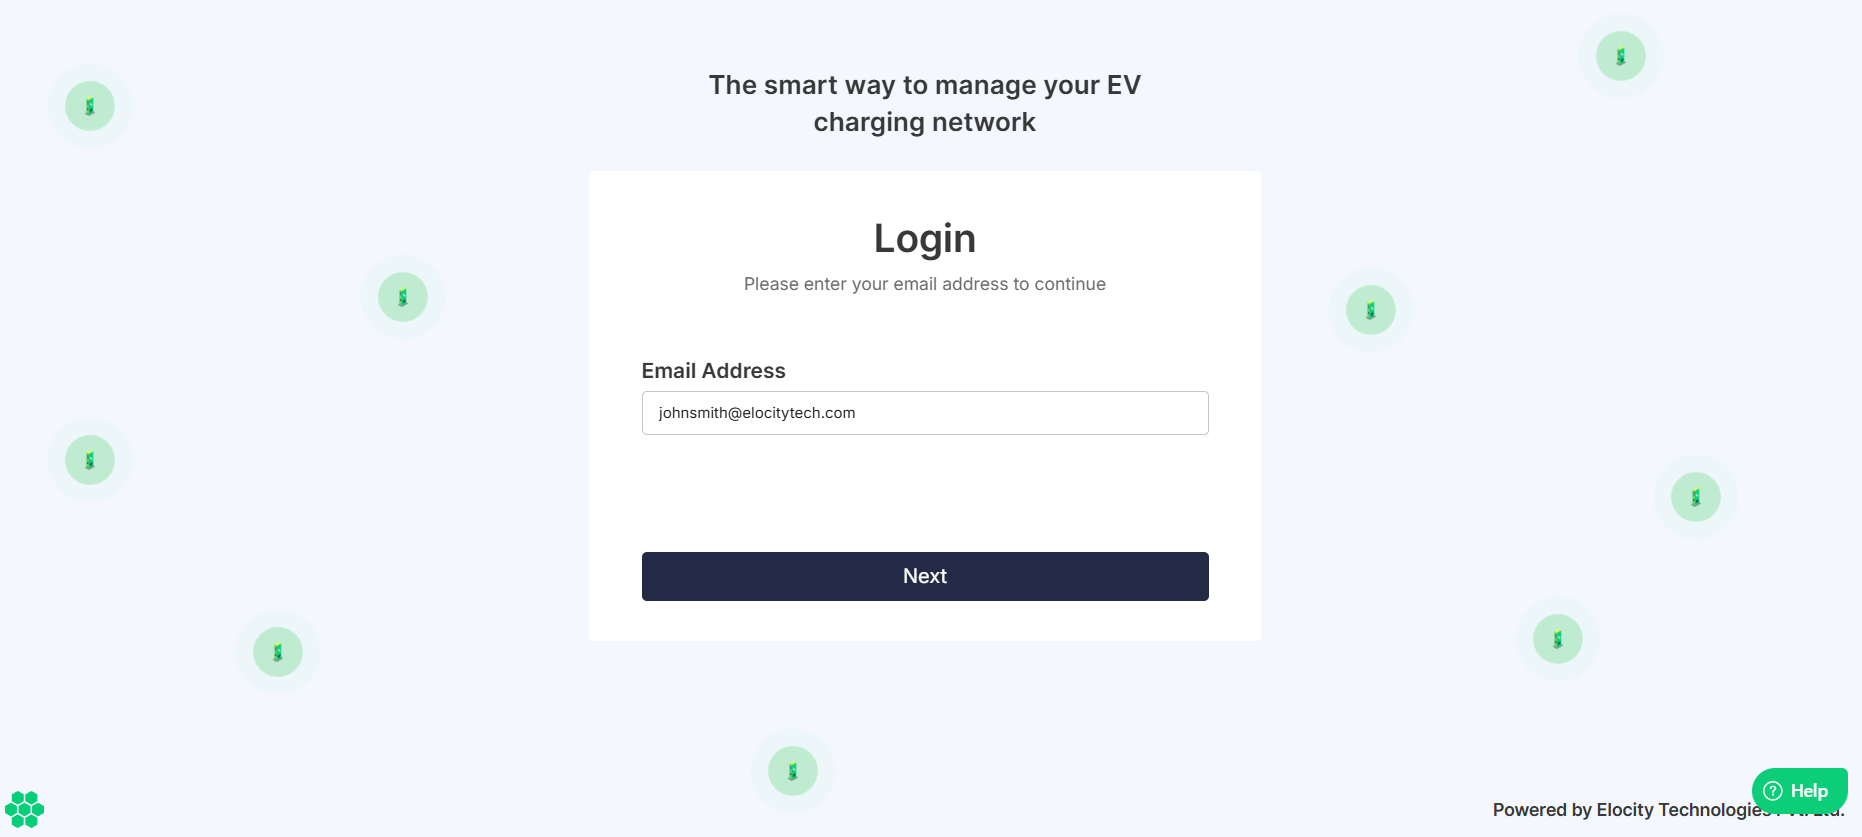 The smart way to manage your EV
charging network
Login
Please enter your email address to continue
Email Address
johnsmith@elocitytech.com
Next
Help
Powered by Elocity Technologies Ltd.